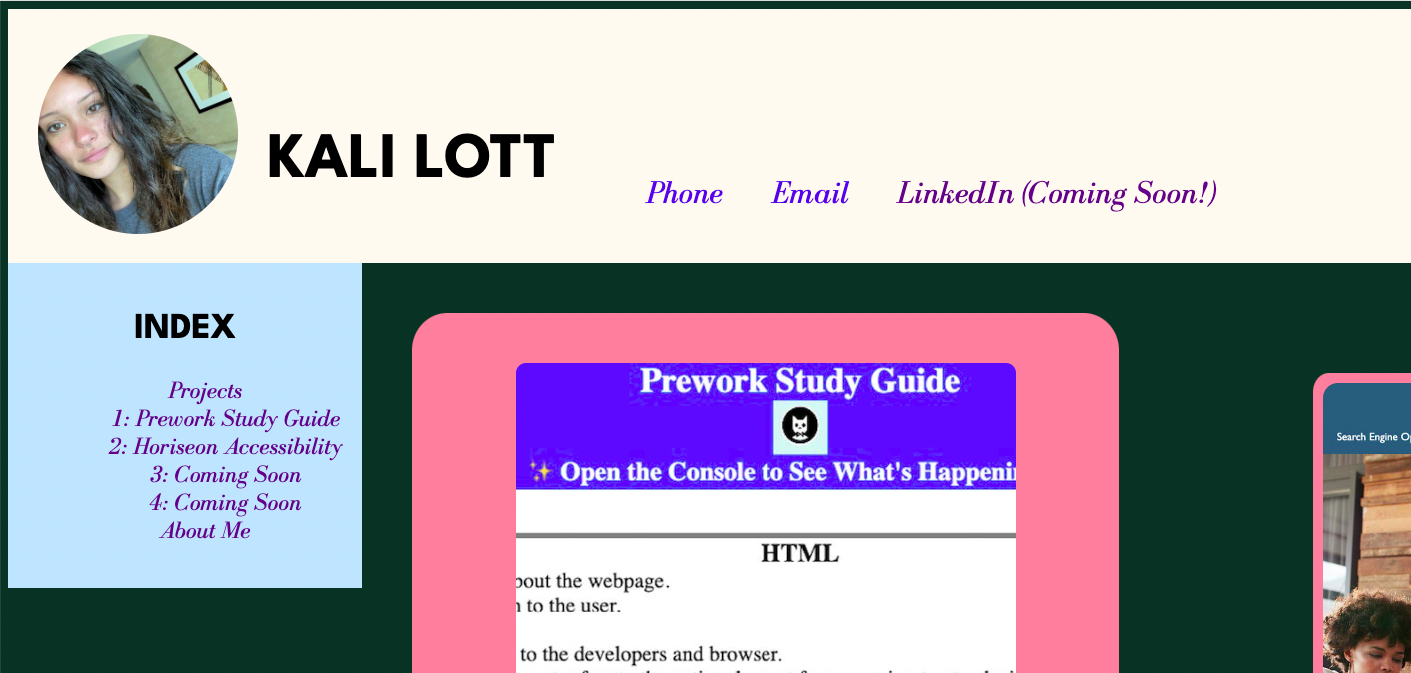 KALI LOTT
Phone Email LinkedIn (Coming Soon!)
INDEX
Projects
1: Prework Study Guide
2: Horiseon Accessibility
3: Coming Soon
4: Coming Soon
About Me
Prework Study Guide
✨ Open the Console to See What's
HTML
the webpage.
to the user.
to the developers and browser.
Search Engine